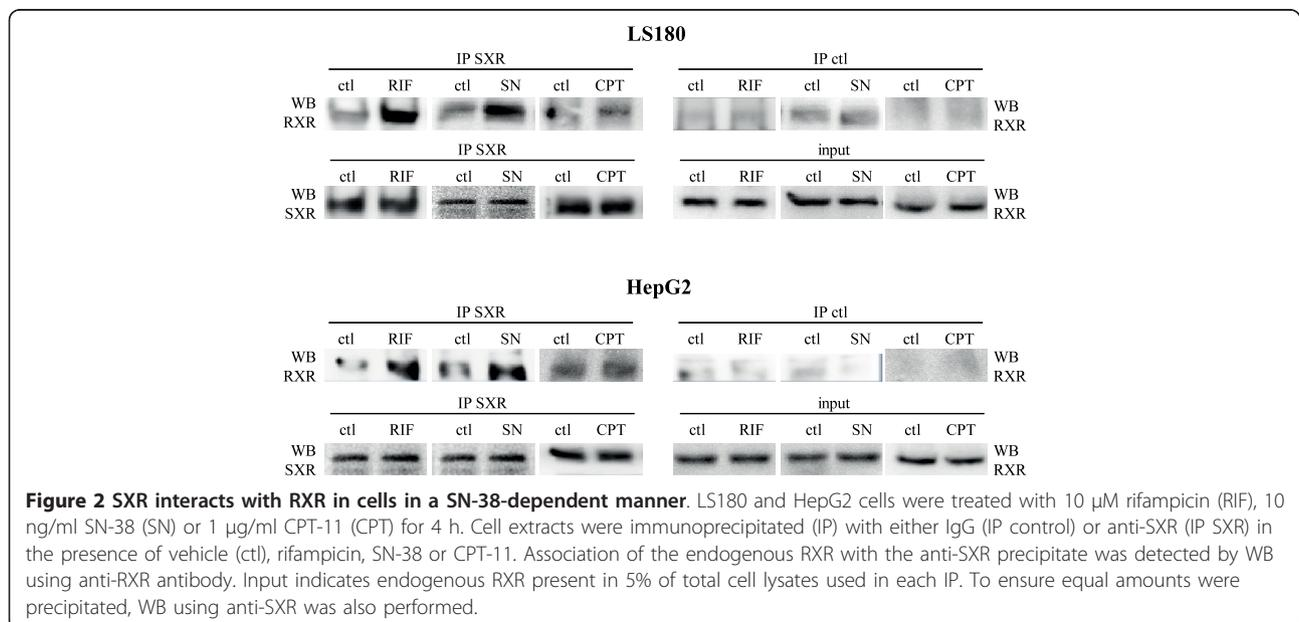 LS180
IP SXR IP ctl
ctl RIF ctl SN ctl CPT ctl RIF ctl SN ctl CPT
WB WB
RXR RXR
IP SXR input
ctl RIF ctl SN ctl CPT ctl RIF ctl SN ctl CPT
WB WB
SXR RXR
HepG2
IP SXR IP ctl
ctl RIF ctl SN ctl CPT ctl RIF ctl SN ctl CPT
WB WB
RXR RXR
IP SXR input
ctl RIF ctl SN ctl CPT ctl RIF ctl SN ctl CPT
WB WB
SXR RXR
Figure 2 SXR interacts with RXR in cells in a SN-38-dependent manner. LS180 and HepG2 cells were treated with 10 μM rifampicin (RIF), 10
ng/ml SN-38 (SN) or 1 μg/ml CPT-11 (CPT) for 4 h. Cell extracts were immunoprecipitated (IP) with either IgG (IP control) or anti-SXR (IP SXR) in
the presence of vehicle (ctl), rifampicin, SN-38 or CPT-11. Association of the endogenous RXR with the anti-SXR precipitate was detected by WB
using anti-RXR antibody. Input indicates endogenous RXR present in 5% of total cell lysates used in each IP. To ensure equal amounts were
precipitated, WB using anti-SXR was also performed.